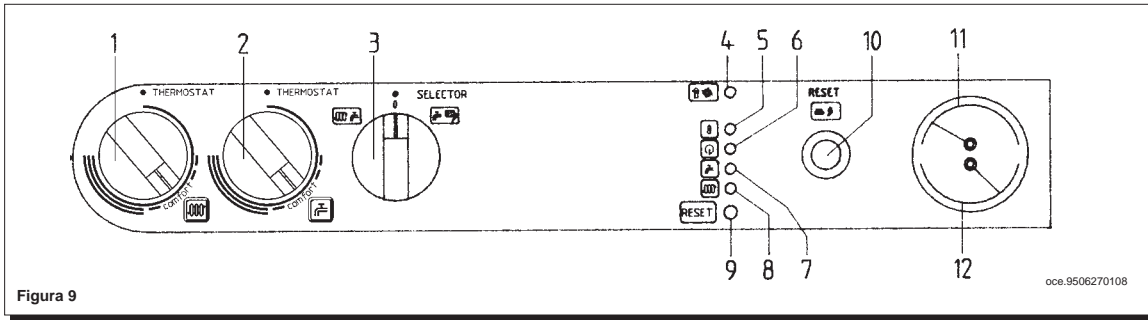 1 2 3 4 5 6 10 11
THERMOSTAT THERMOSTAT SELECTOR RESET
0
comfort comfort
RESET
9 8 7 12
oce.9506270108
Figura 9